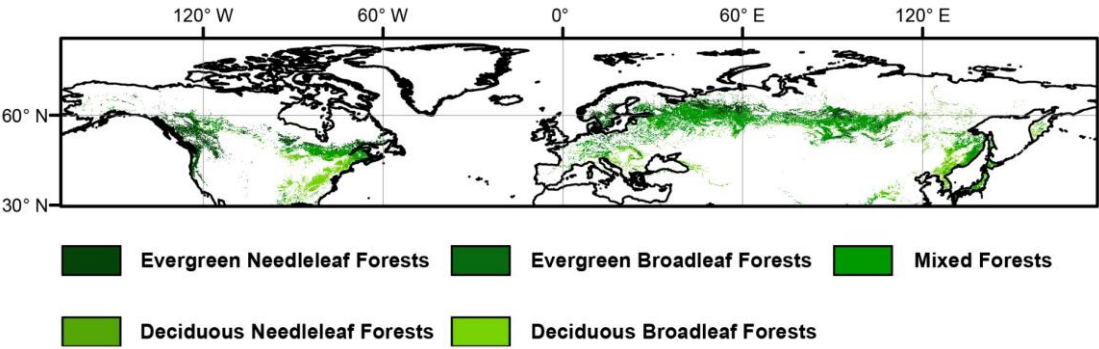 120° W 60° W 0° 60° E 120° E
60° N
30° N
Evergreen Needleleaf Forests Evergreen Broadleaf Forests Mixed Forests
Deciduous Needleleaf Forests Deciduous Broadleaf Forests